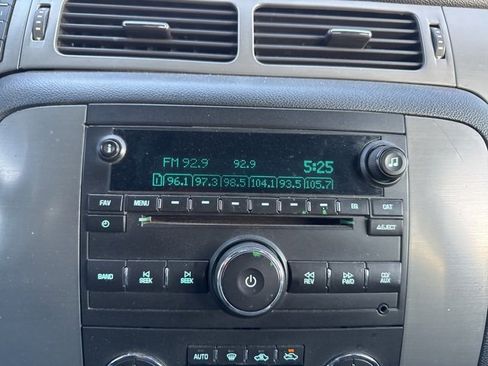 FM 92.9 92.9 5:25
1 96.1 97.3 98.5 104.1 93.5 105.7
FAV MENU EQ CAT
EJECT
BAND SEEK SEEK REV FWD CD/
AUX
AUTO